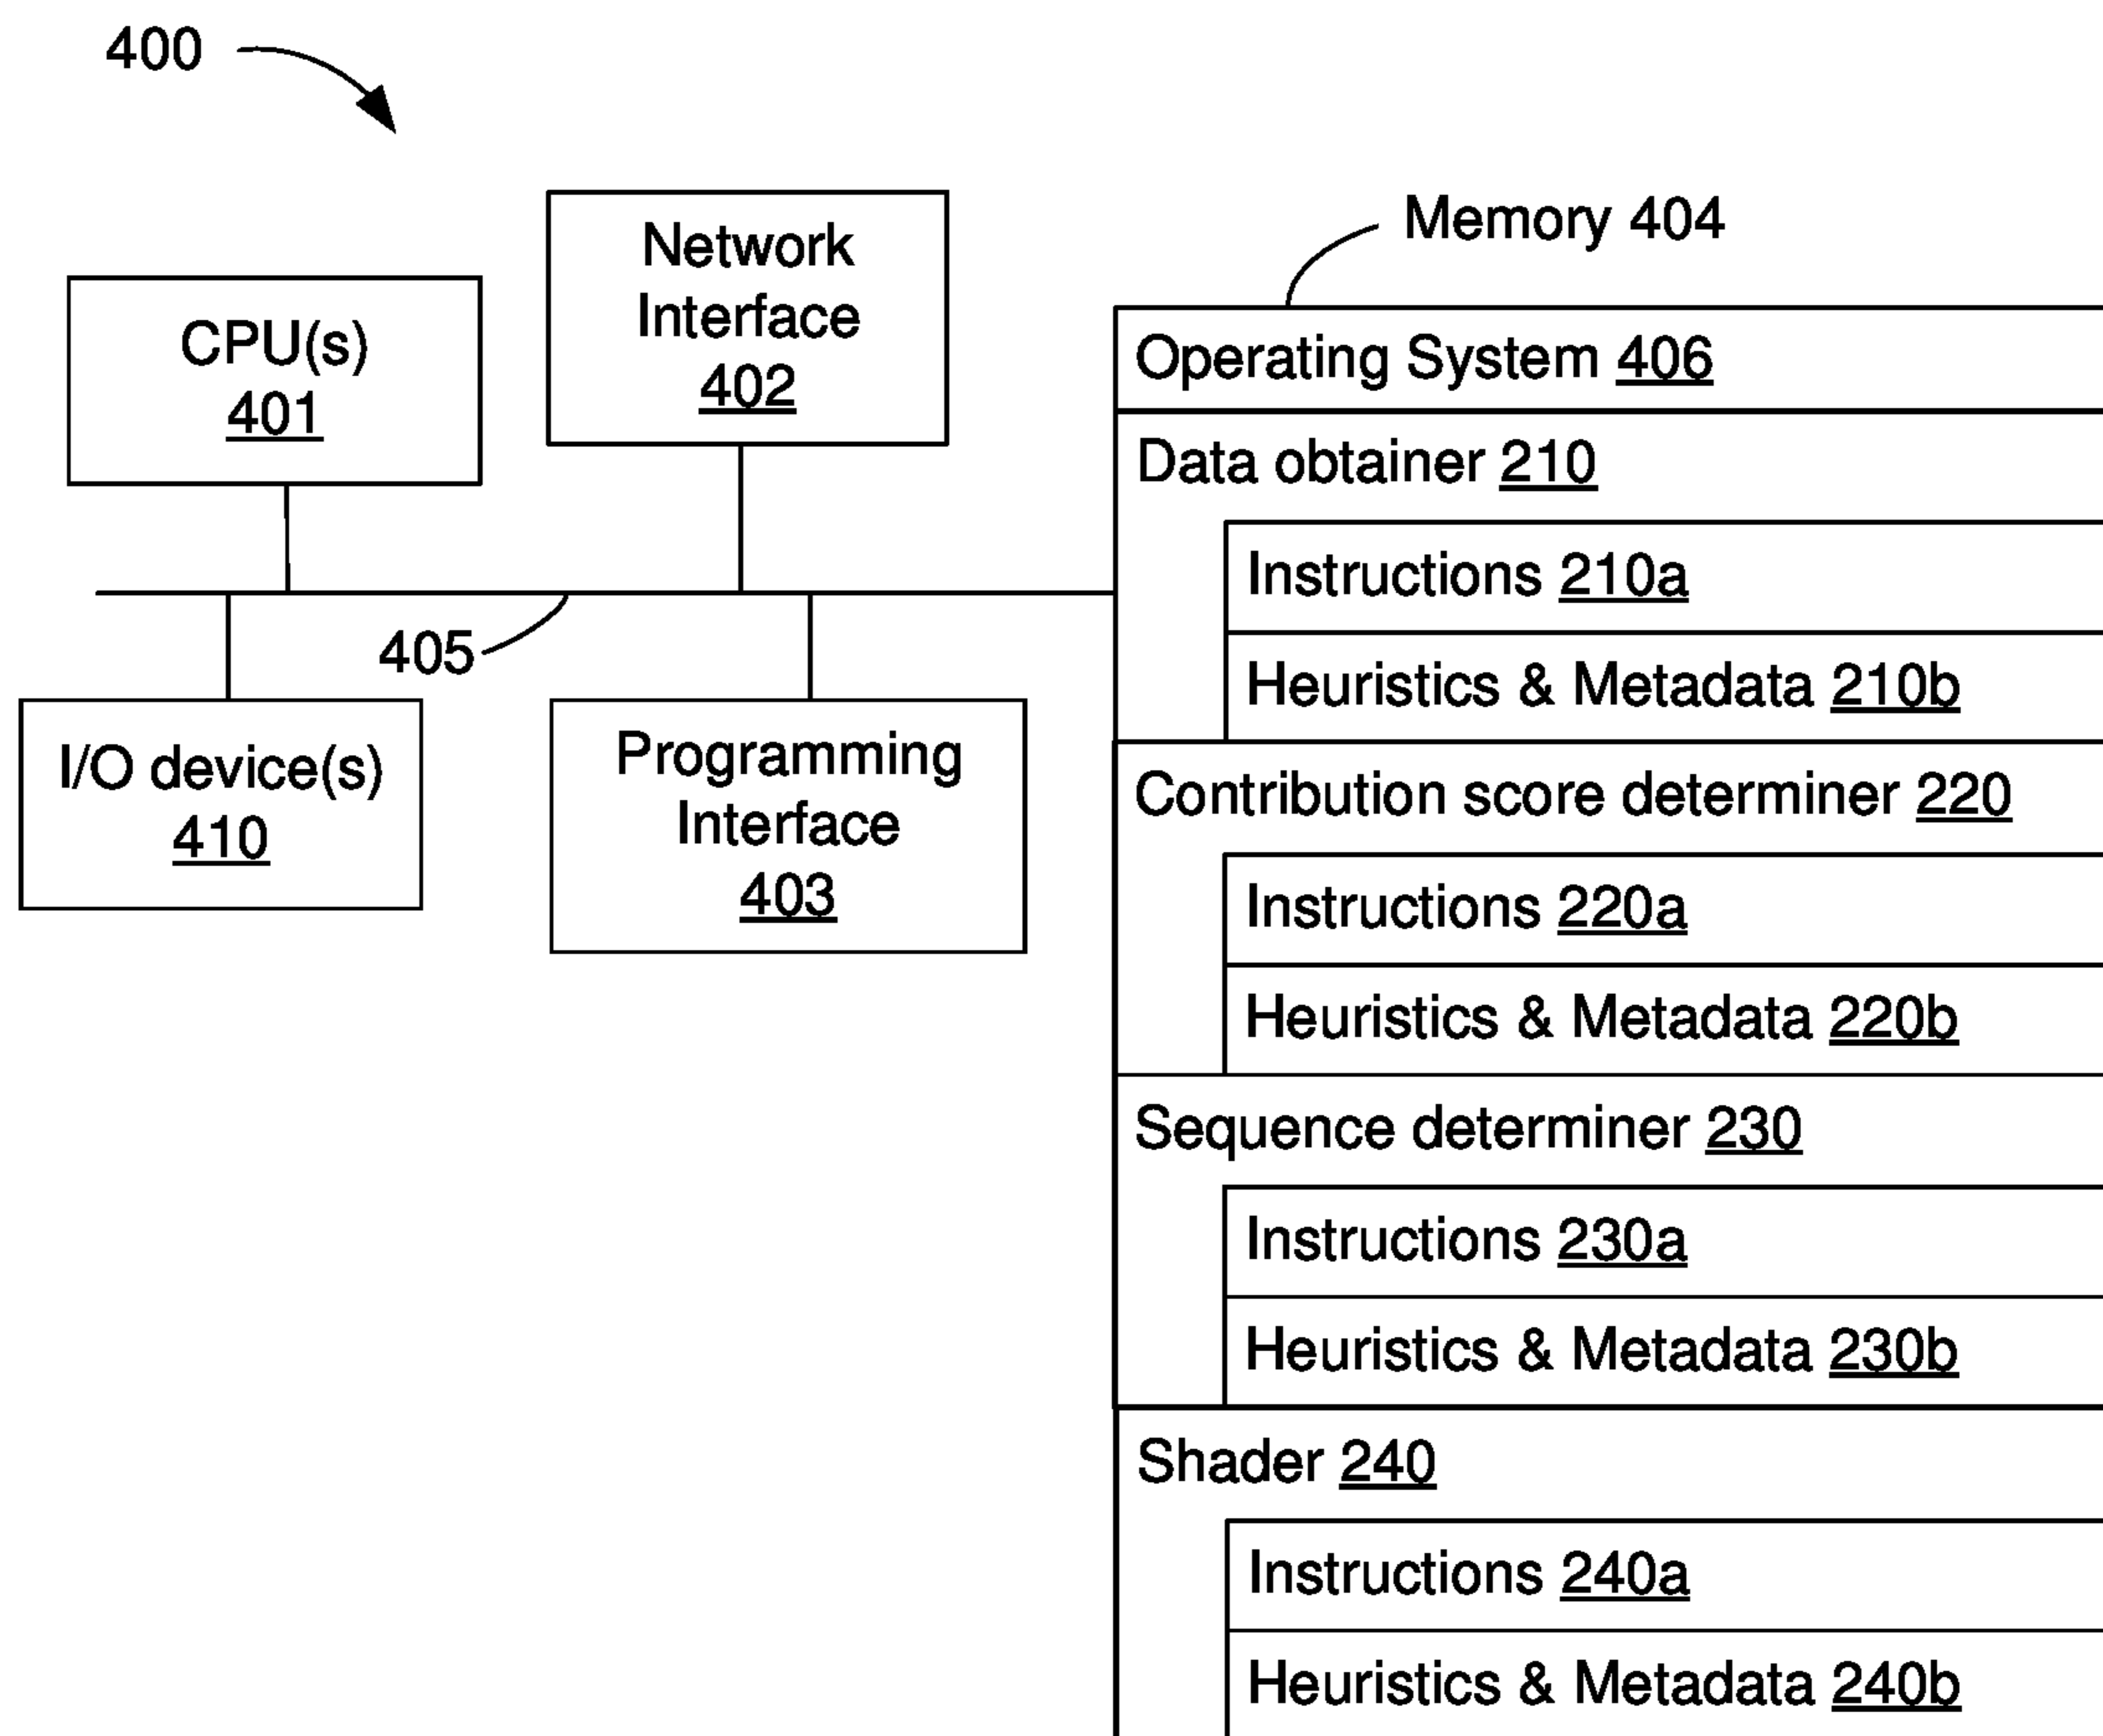 400
Network
Interface
402
CPU(s)
401
Memory 404
Operating System 406
Data obtainer 210
Instructions 210a
Heuristics & Metadata 210b
405
I/O device(s)
410
Programming
Interface
403
Contribution score determiner 220
Instructions 220a
Heuristics & Metadata 220b
Sequence determiner 230
Instructions 230a
Heuristics & Metadata 230b
Shader 240
Instructions 240a
Heuristics & Metadata 240b